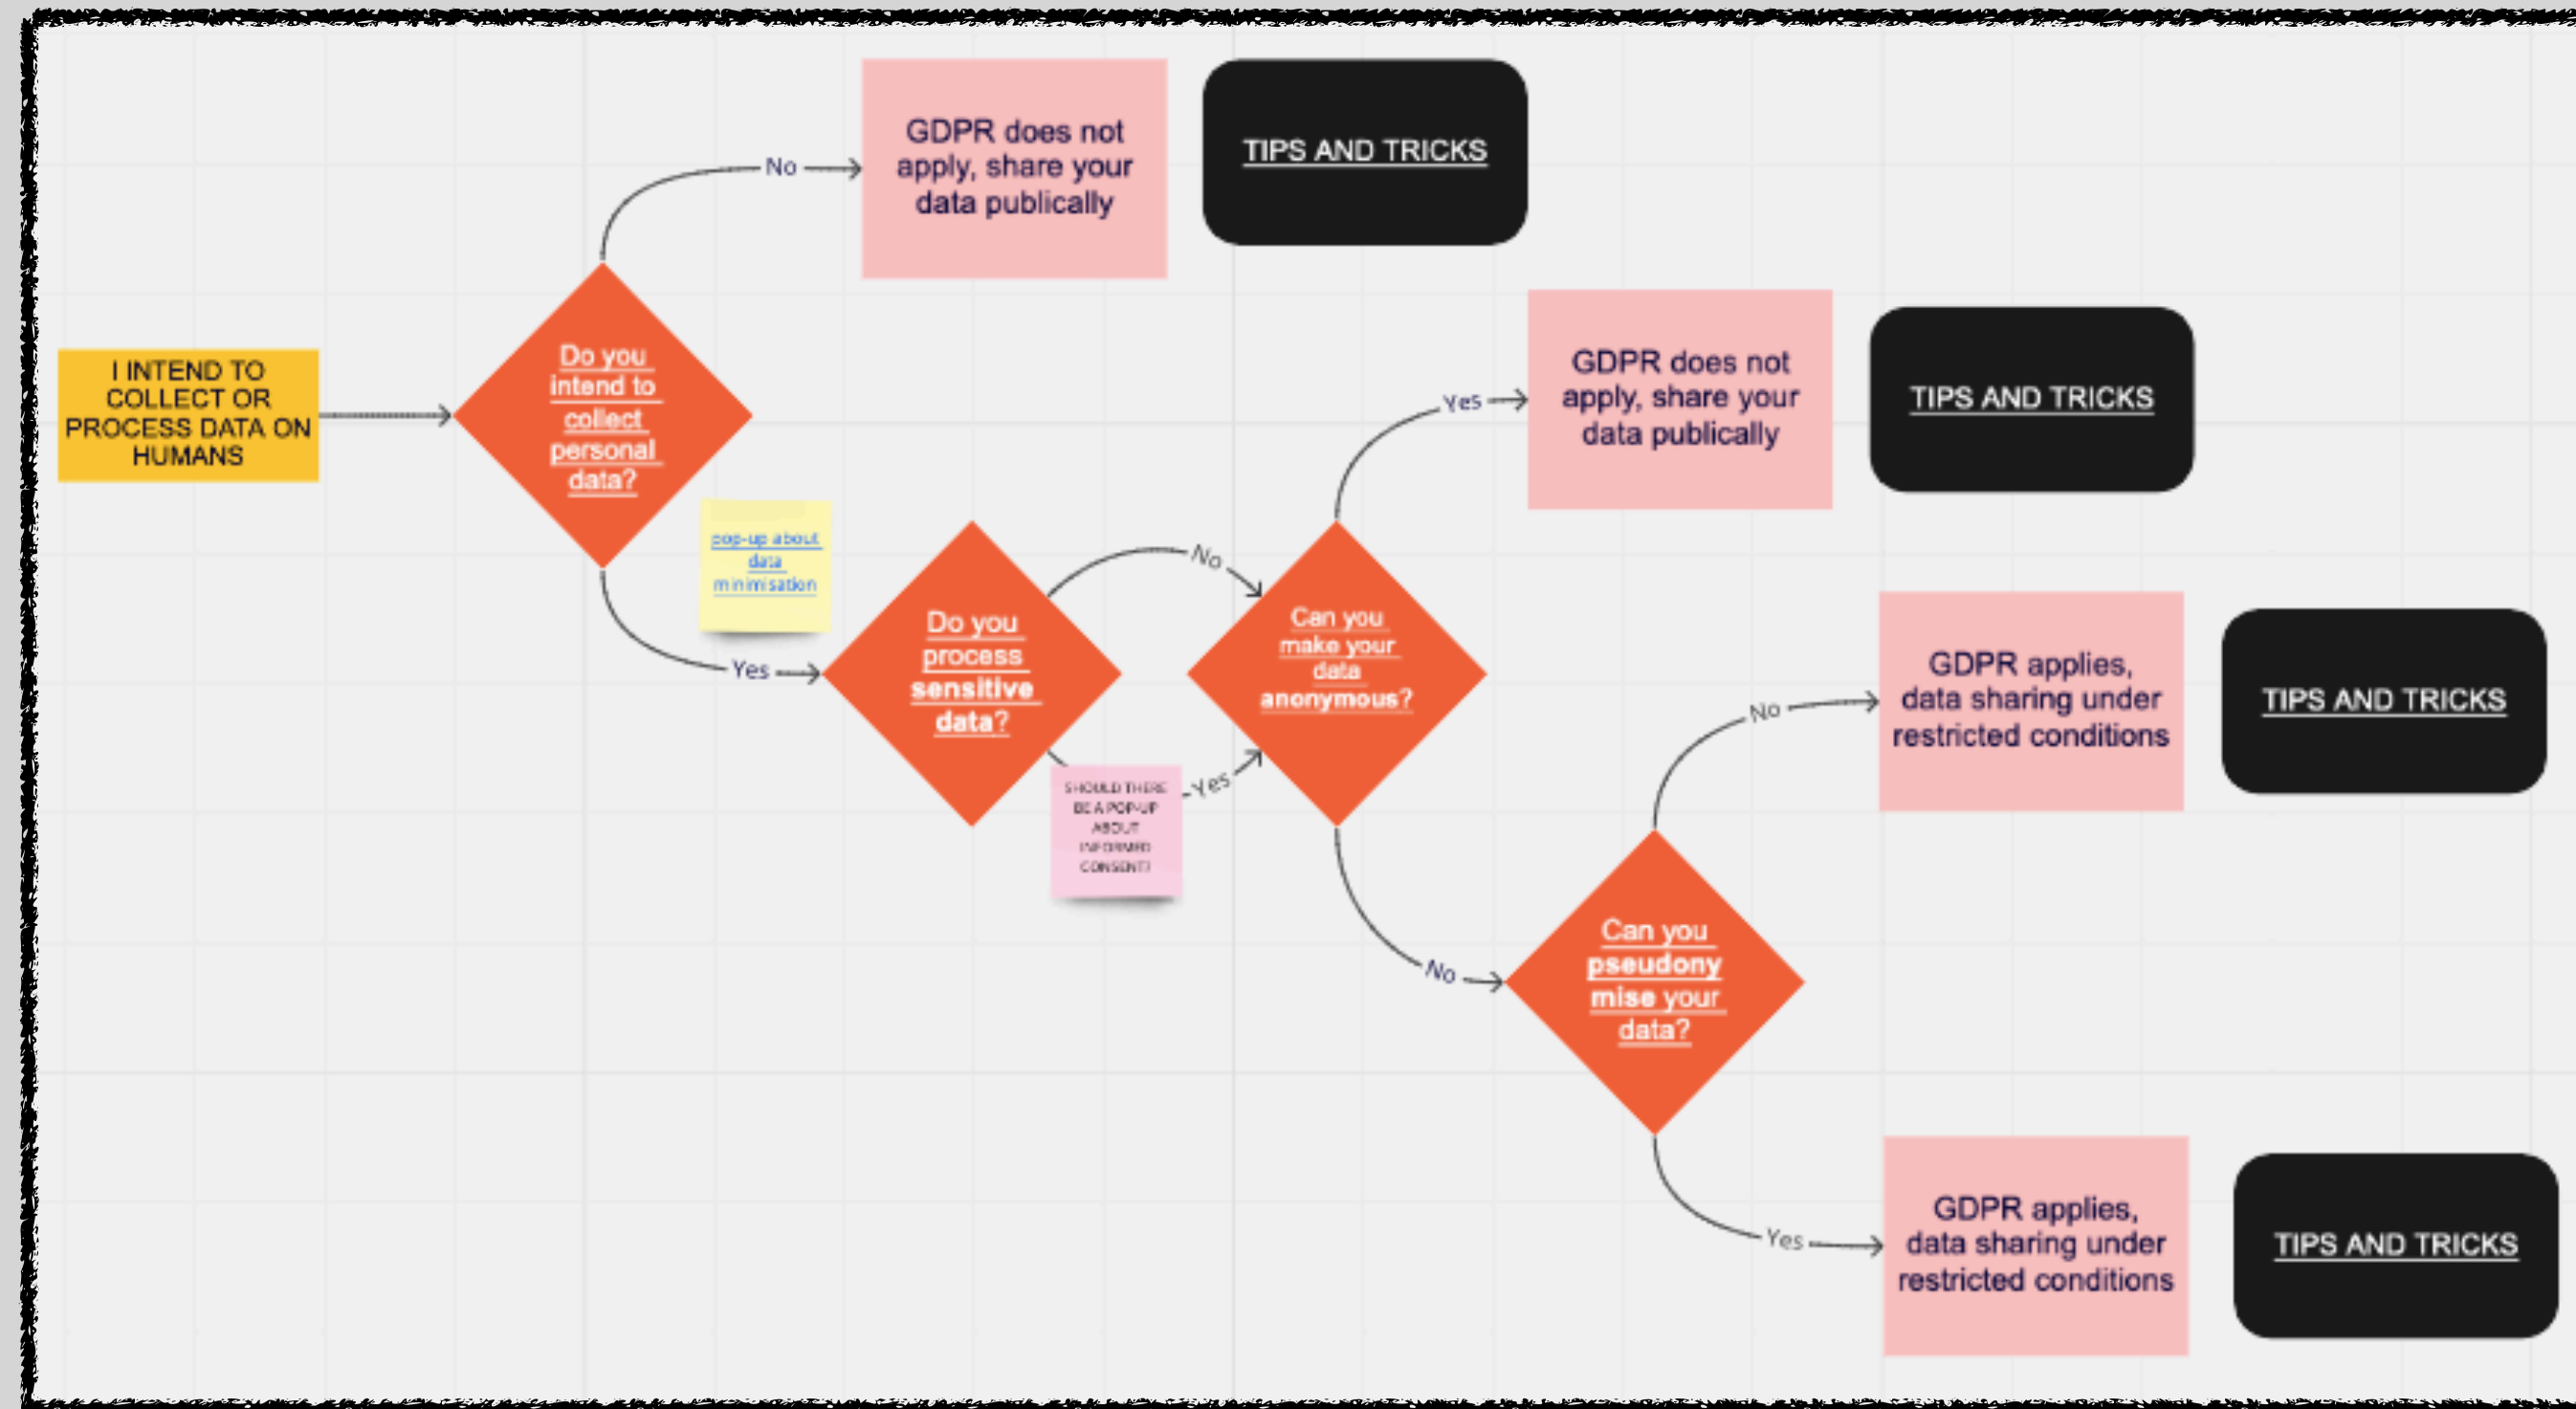 GDPR does not
apply, share your
data publically
TIPS AND TRICKS
No
I INTEND TO
COLLECT OR
PROCESS DATA ON
HUMANS
Do you
intend to
collect
personal
data?
GDPR does not
apply, share your
data publically
TIPS AND TRICKS
Yes
pop-up about
data
minimisation
Yes
Do you
process
sensitive
data?
No
Can you
make your
data
anonymous?
Yes
SHOULD THERE
BE A POP-UP
ABOUT
INFORMED
CONSENT?
GDPR applies,
data sharing under
restricted conditions
TIPS AND TRICKS
No
No
Can you
pseudony
mise your
data?
Yes
GDPR applies,
data sharing under
restricted conditions
TIPS AND TRICKS